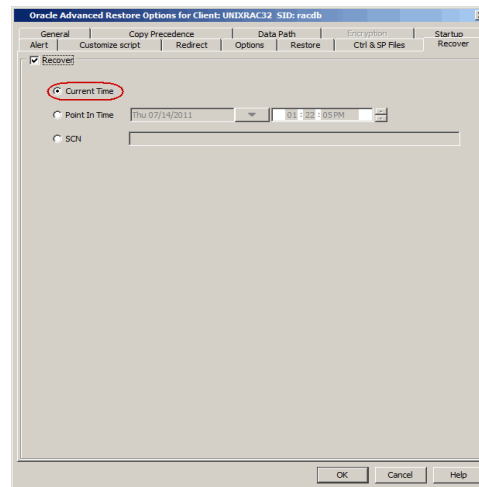 Oracle Advanced Restore Options for Client: UNIXRAC32 SID: racdb
General Copy Precedence Data Path Encryption Startup
Alert Customize script Redirect Options Restore Ctrl & SP Files Recover
Recover
Current Time
Point In Time Thu 07/14/2011 01 : 22 : 05 PM
SCN
OK Cancel Help